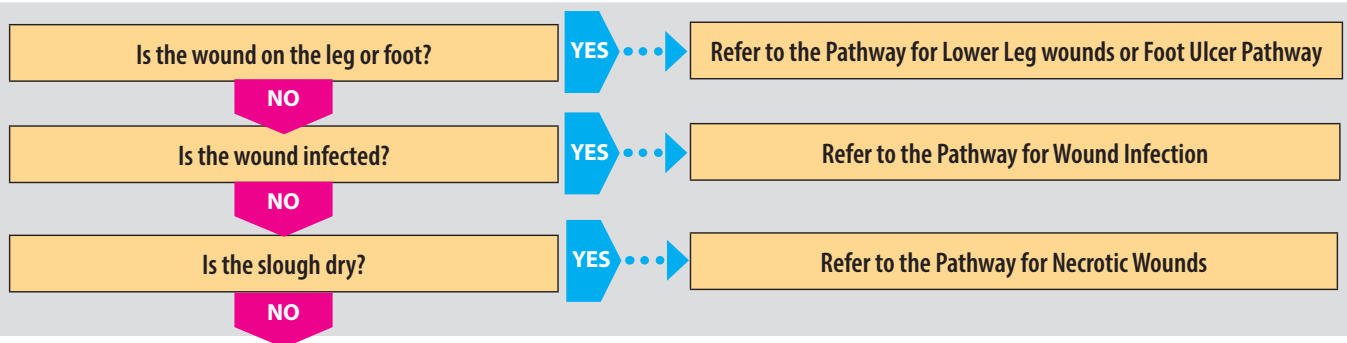 Is the wound on the leg or foot?
YES
Refer to the Pathway for Lower Leg wounds or Foot Ulcer Pathway
NO
Is the wound infected?
YES
Refer to the Pathway for Wound Infection
NO
Is the slough dry?
YES
Refer to the Pathway for Necrotic Wounds
NO